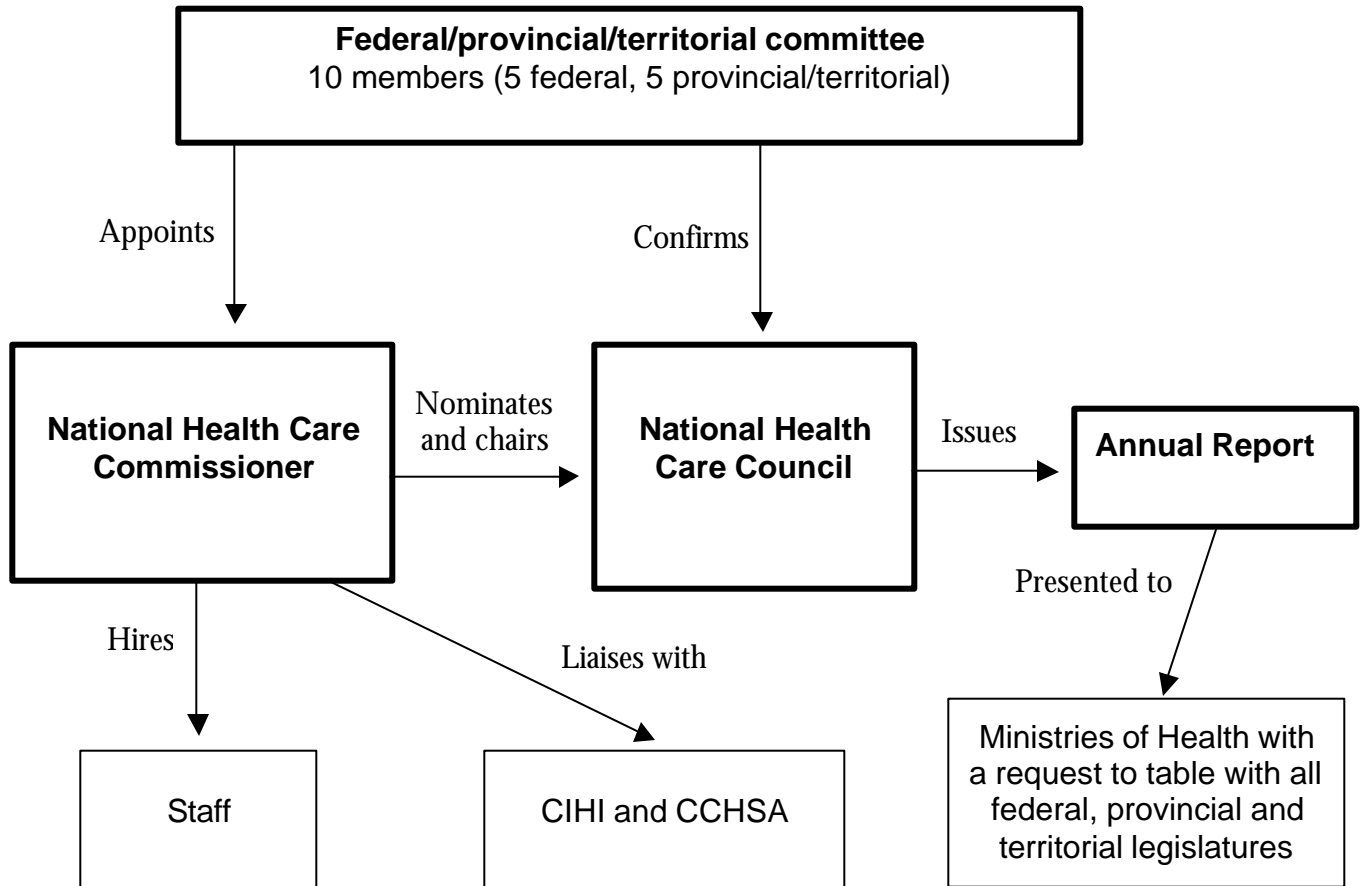 Federal/provincial/territorial committee
10 members (5 federal, 5 provincial/territorial)
Appoints
Confirms
National Health Care
Commissioner
Nominates
and chairs
National Health
Care Council
Issues
Annual Report
Hires
Liaises with
Presented to
Staff
CIHI and CCHSA
Ministries of Health with
a request to table with all
federal, provincial and
territorial legislatures